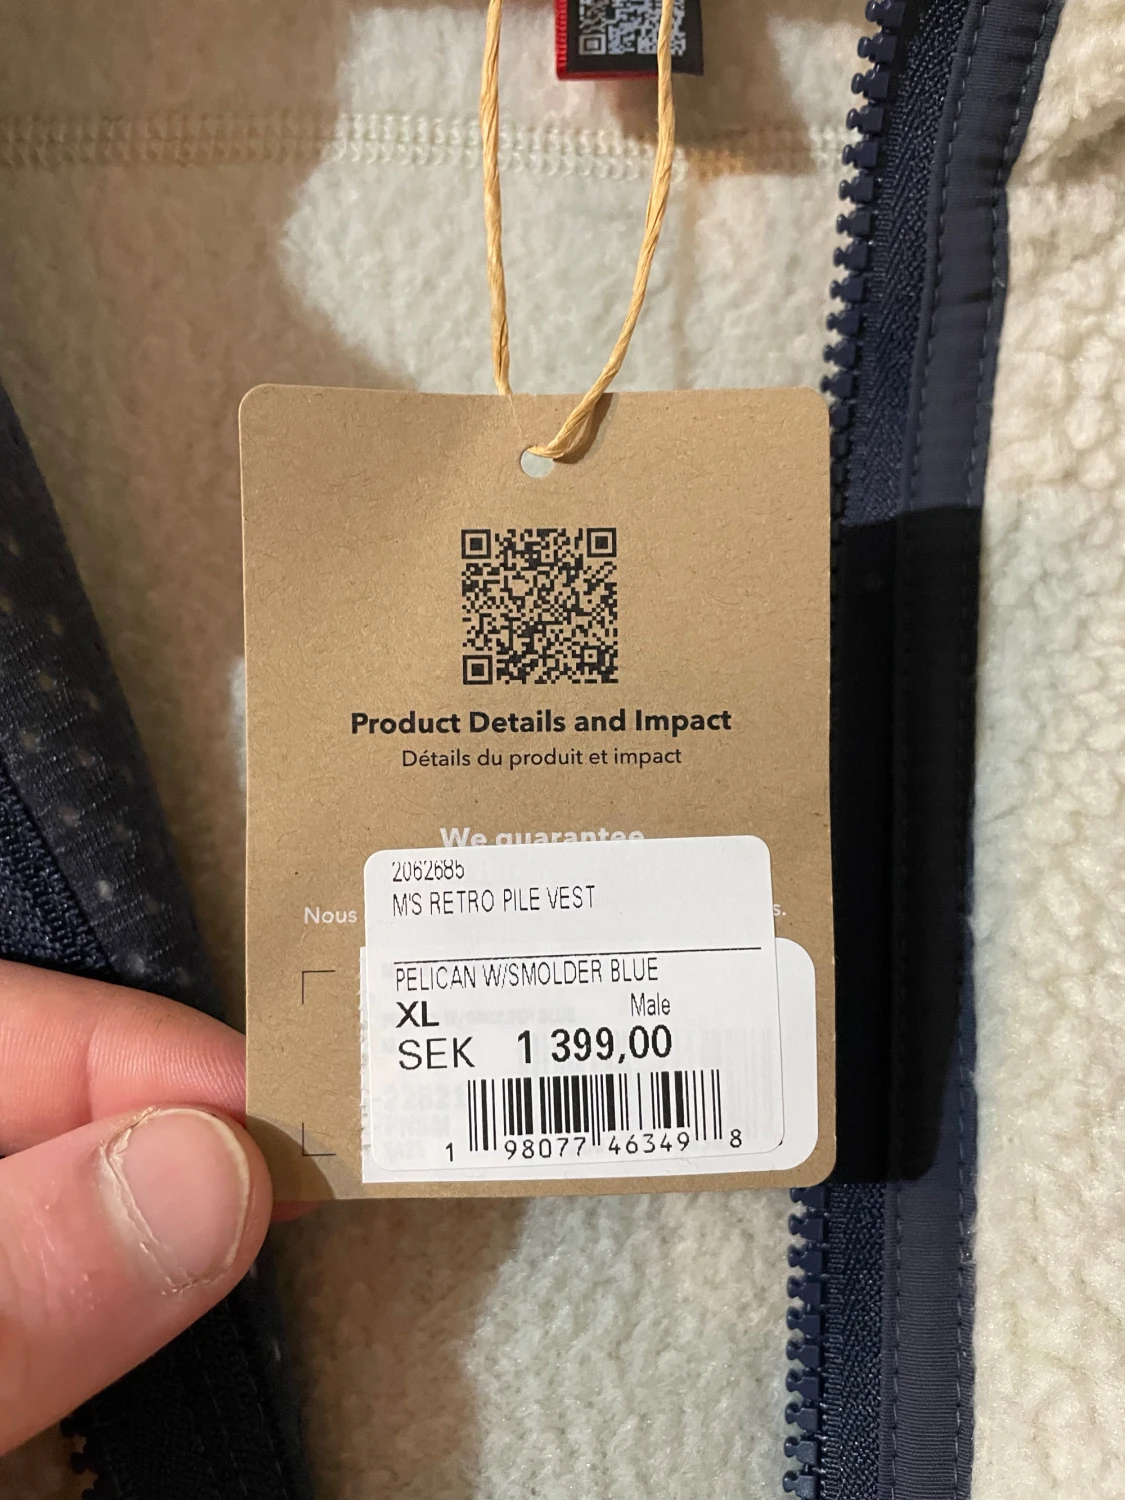 Product Details and Impact
Détails du produit et impact
We guarantee
Nous
s.
2062685
M'S RETRO PILE VEST
PELICAN W/SMOLDER BLUE
XL Male
SEK 1 399,00
1 98077 46349 8